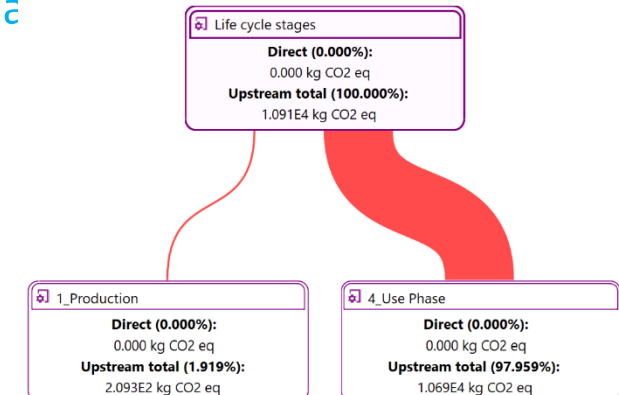 a
Life cycle stages
Direct (0.000%):
0.000 kg CO2 eq
Upstream total (100.000%):
1.091E4 kg CO2 eq
1_Production
Direct (0.000%):
0.000 kg CO2 eq
Upstream total (1.919%):
2.093E2 kg CO2 eq
4_Use Phase
Direct (0.000%):
0.000 kg CO2 eq
Upstream total (97.959%):
1.069E4 kg CO2 eq